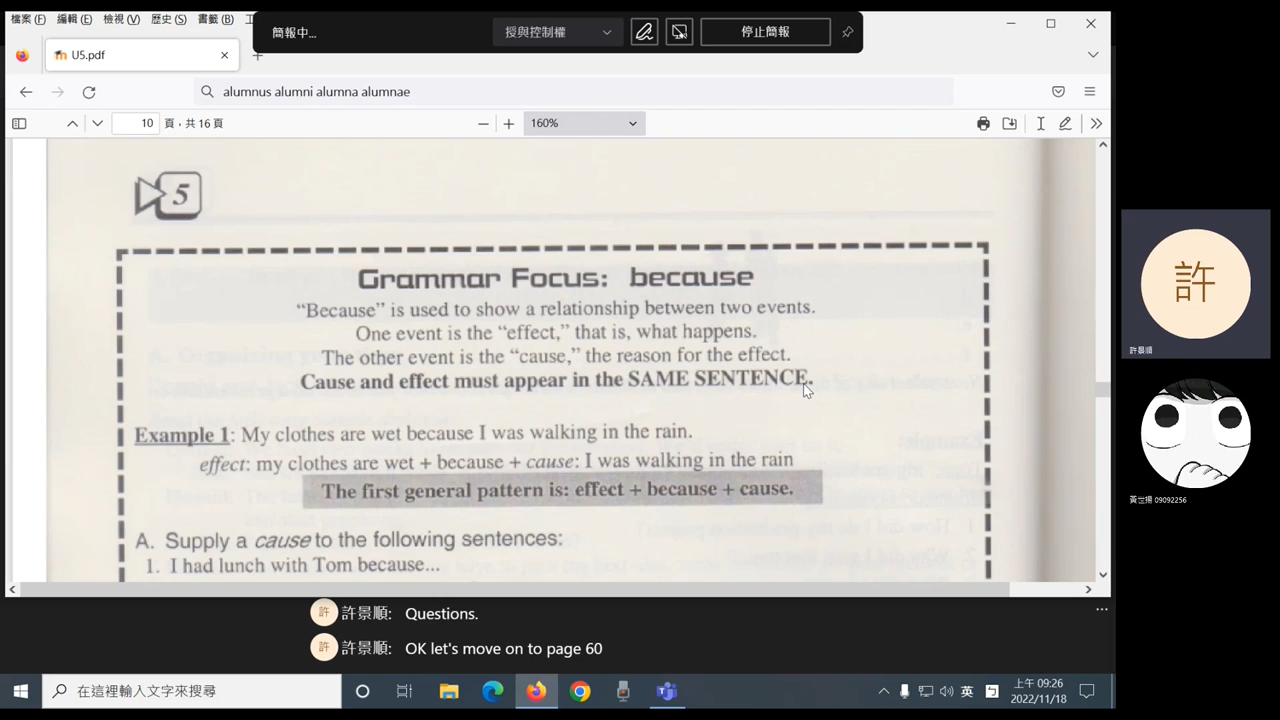 檔案(F) 編輯(E) 檢視(V) 歷史(S) 書籤(B)
簡報中...
授與控制權
停止簡報
U5.pdf
alumnus alumni alumna alumnae
10 頁，共 16 頁
160%
5
Grammar Focus: because
“Because” is used to show a relationship between two events.
One event is the “effect,” that is, what happens.
The other event is the “cause,” the reason for the effect.
Cause and effect must appear in the SAME SENTENCE.
Example 1: My clothes are wet because I was walking in the rain.
effect: my clothes are wet + because + cause: I was walking in the rain
The first general pattern is: effect + because + cause.
A. Supply a cause to the following sentences:
1. I had lunch with Tom because...
許
許景順
黃世揚 09092256
許 許景順: Questions.
許 許景順: OK let's move on to page 60
在這裡輸入文字來搜尋
英
上午 09:26
2022/11/18